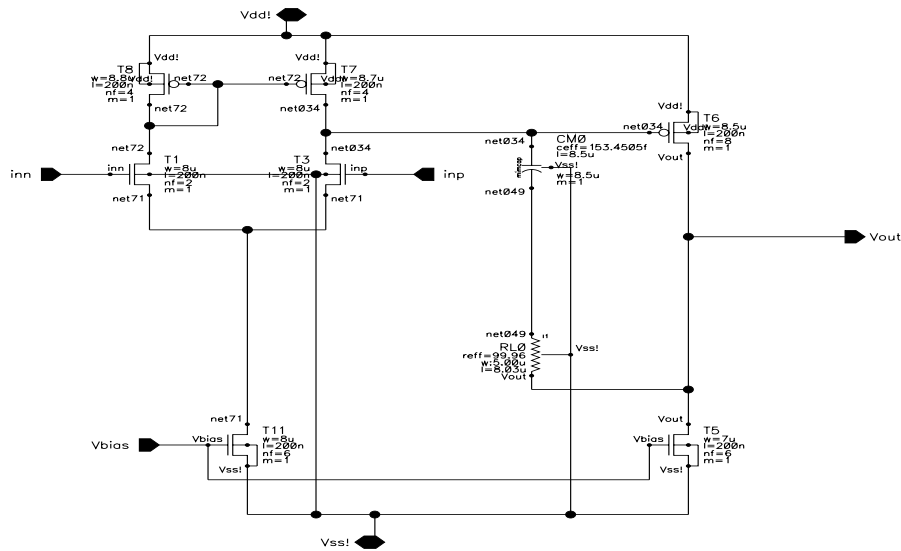 Vdd!
Vdd!
Vdd!
T8
w=8.8u
Vdd!
l=200n
nf=4
m=1
net72
net72
net72
T7
w=8.7u
l=200n
nf=4
m=1
net034
Vdd!
T6
w=8.5u
l=200n
nf=8
m=1
net034
Vout
net034
CM0
ceff=153.4505f
l=8.5u
Vss!
w=8.5u
m=1
mimcap
net049
net72
inn
inn
T1
w=8u
l=200n
nf=2
m=1
net71
net034
T3
w=8u
l=200n
nf=2
m=1
inp
inp
net71
Vout
net049
RL0
reff=99.96
w:5.00u
l=8.03u
Vout
Vss!
net71
T11
w=8u
l=200n
nf=6
m=1
Vbias
Vbias
Vss!
Vout
T5
w=7u
l=200n
nf=6
m=1
Vbias
Vss!
Vss!